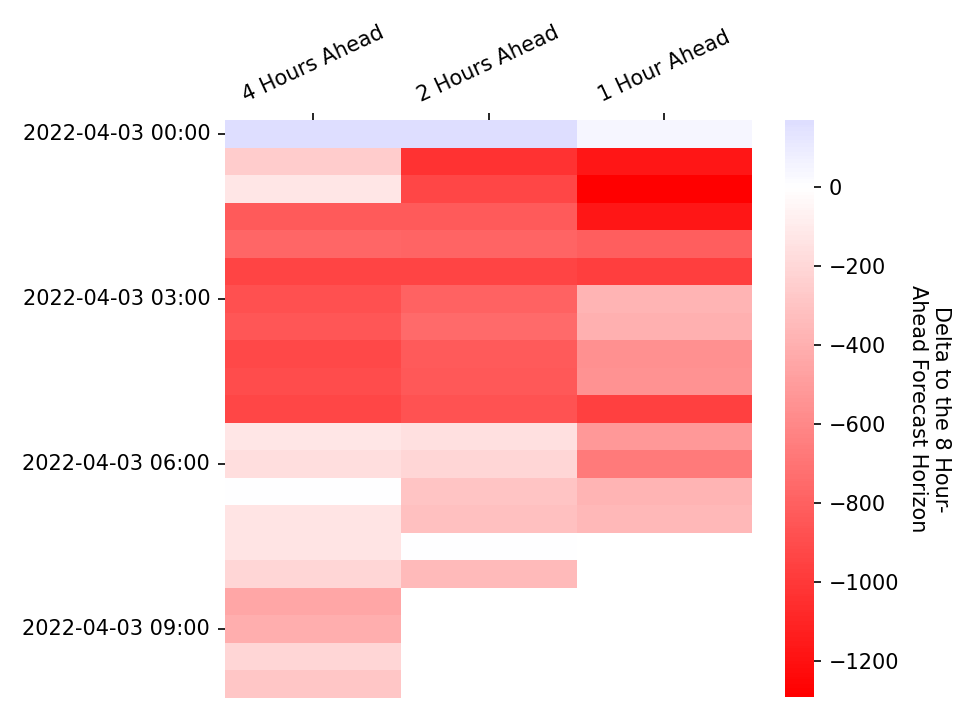 4 Hours Ahead
2 Hours Ahead
1 Hour Ahead
2022-04-03 00:00
2022-04-03 03:00
2022-04-03 06:00
2022-04-03 09:00
0
−200
−400
−600
−800
−1000
−1200
Delta to the 8 Hour-
Ahead Forecast Horizon